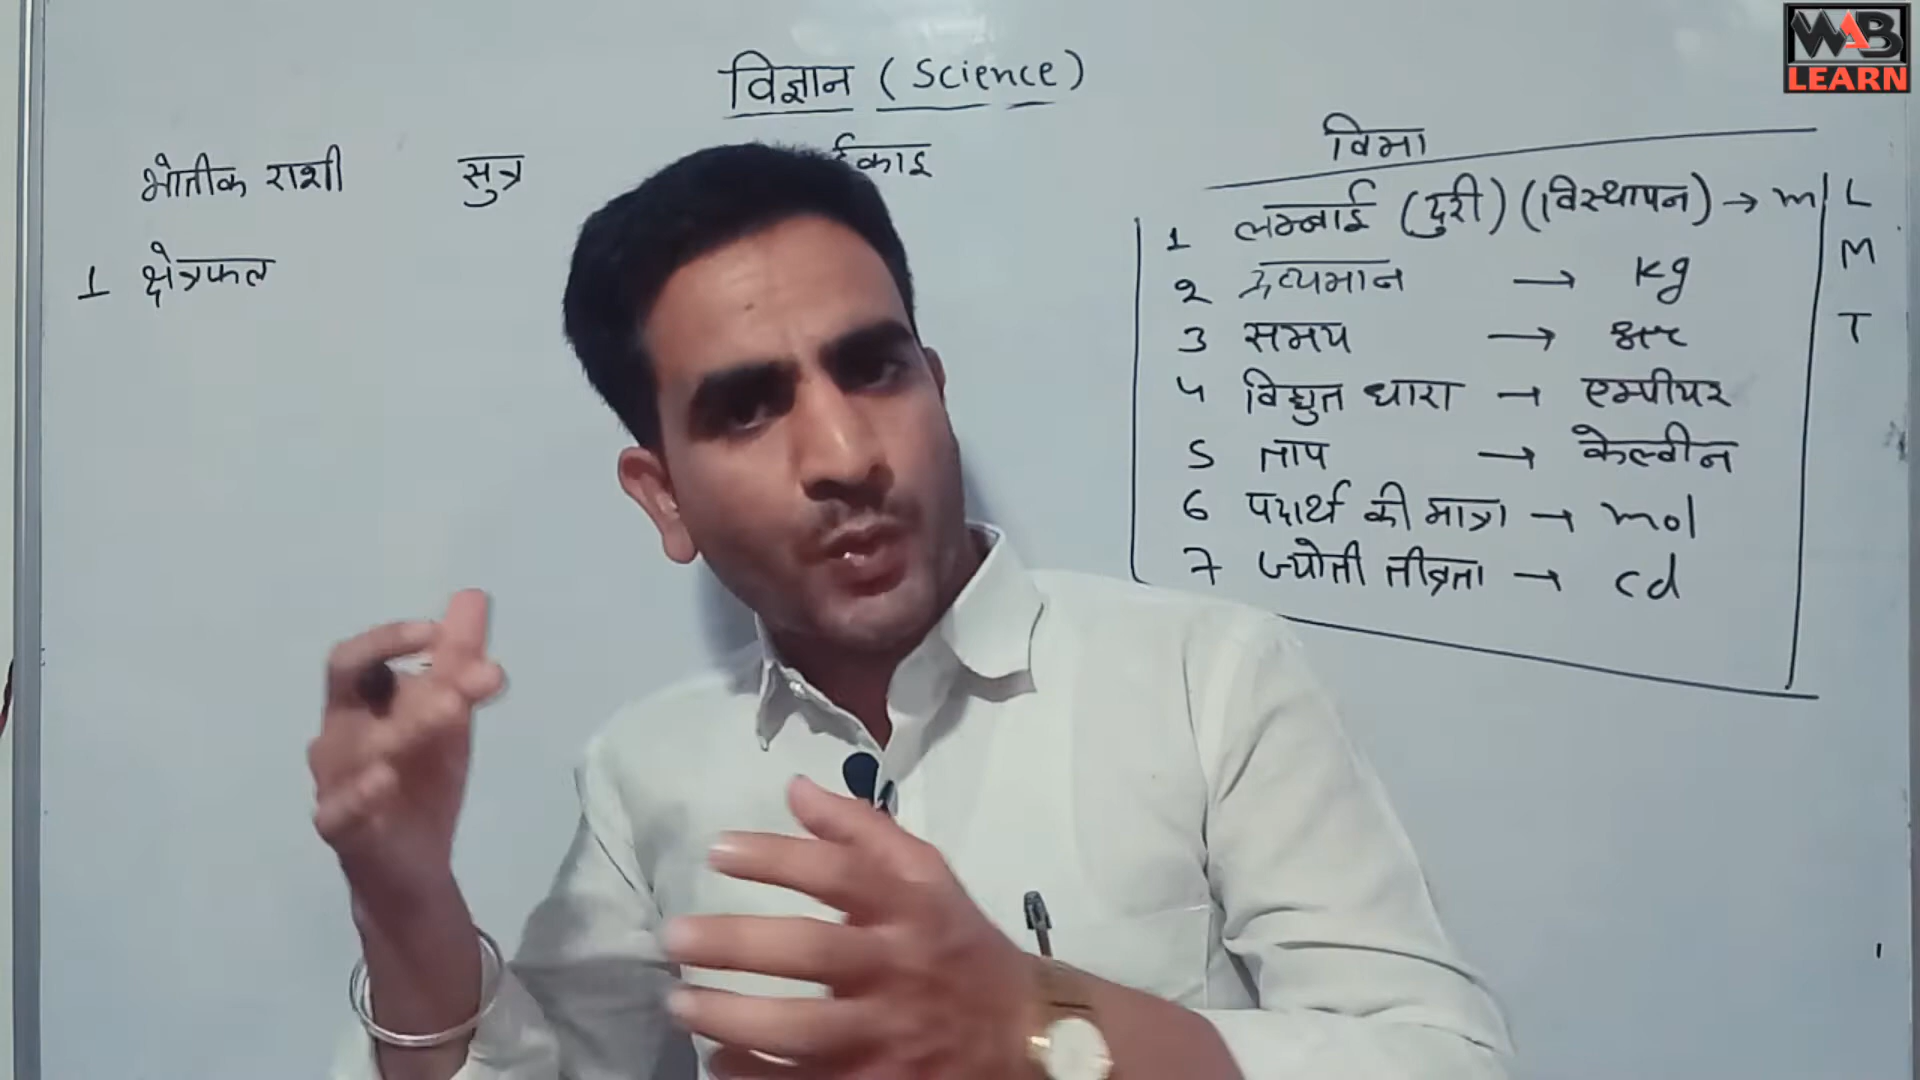 WAB
LEARN
विज्ञान (Science)
भोतीक राशी सुत्र ईकाइ
1 क्षेत्रफल
विमा
1 लम्बाई (दुरी) (विस्थापन) → m L
2 द्रव्यमान → kg M
3 समय → T
4 विद्युत धारा → एम्पीयर
5 ताप → केल्वीन
6 पदार्थ की मात्रा → mol
7 ज्योती तीव्रता → cd